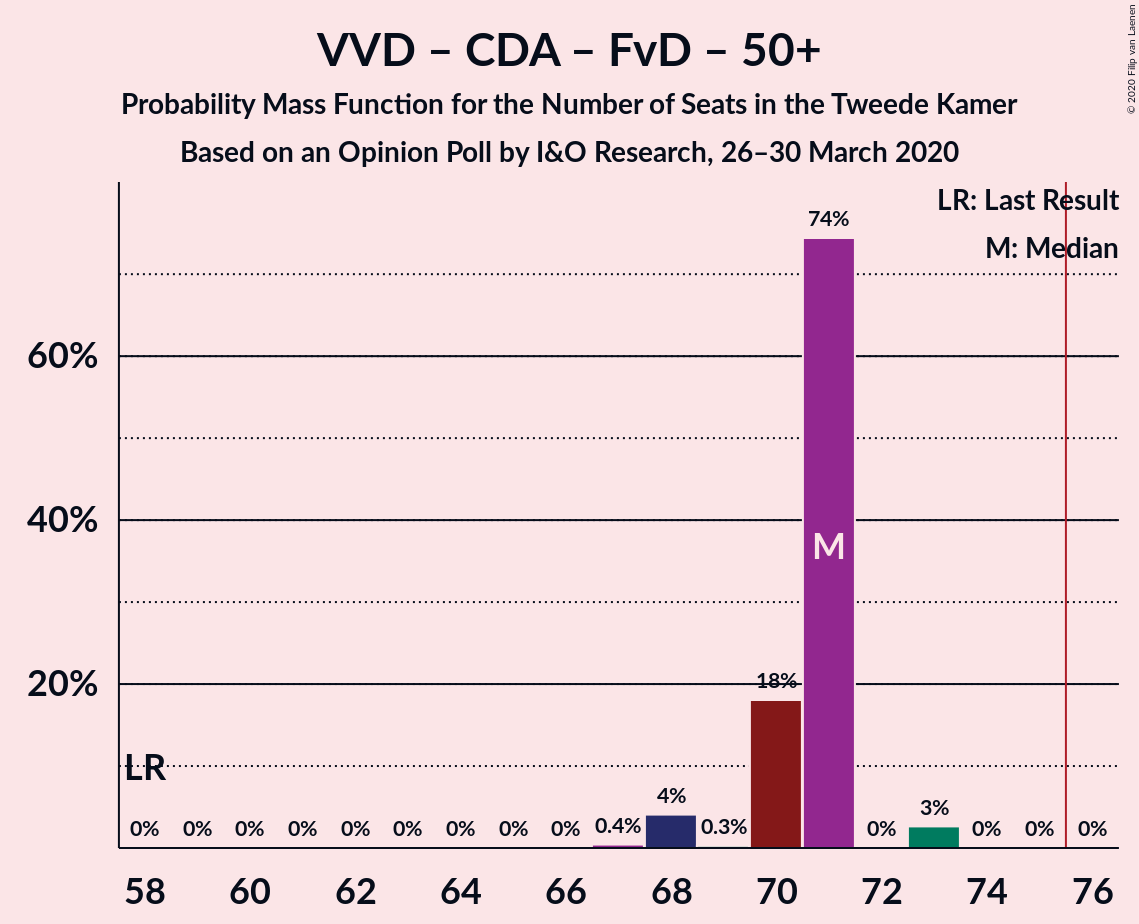 VVD – CDA – FvD – 50+
Probability Mass Function for the Number of Seats in the Tweede Kamer
Based on an Opinion Poll by I&O Research, 26–30 March 2020
© 2020 Filip van Laenen
LR: Last Result
M: Median
74%
60%
40%
M
20%
18%
LR
0% 0% 0% 0% 0% 0% 0% 0% 0% 0.4% 4% 0.3% 0% 3% 0% 0% 0%
58 60 62 64 66 68 70 72 74 76